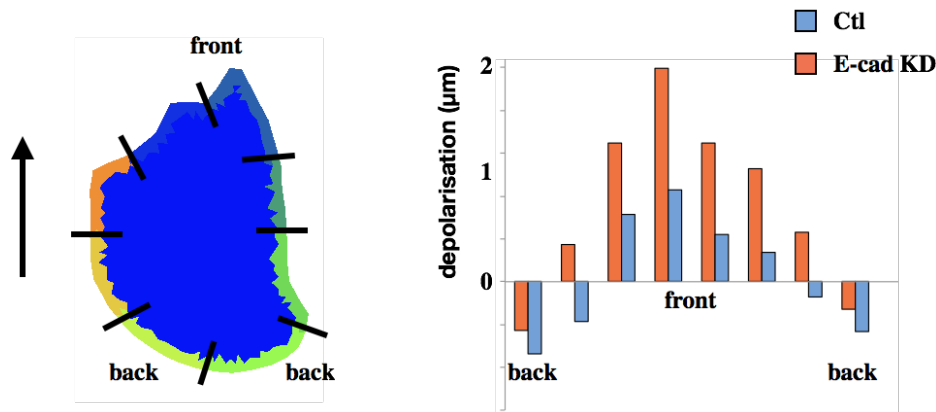 front
back
back
Ctl
E-cad KD
depolarisation (µm)
2
1
0
front
back
back